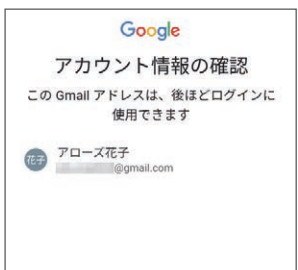 Google
アカウント情報の確認
この Gmail アドレスは、後ほどログインに
使用できます
花子
アローズ花子
@gmail.com